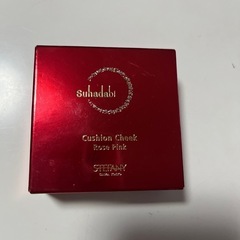 Suhadabi
Cushion Cheek
Rose Pink
STEFANY